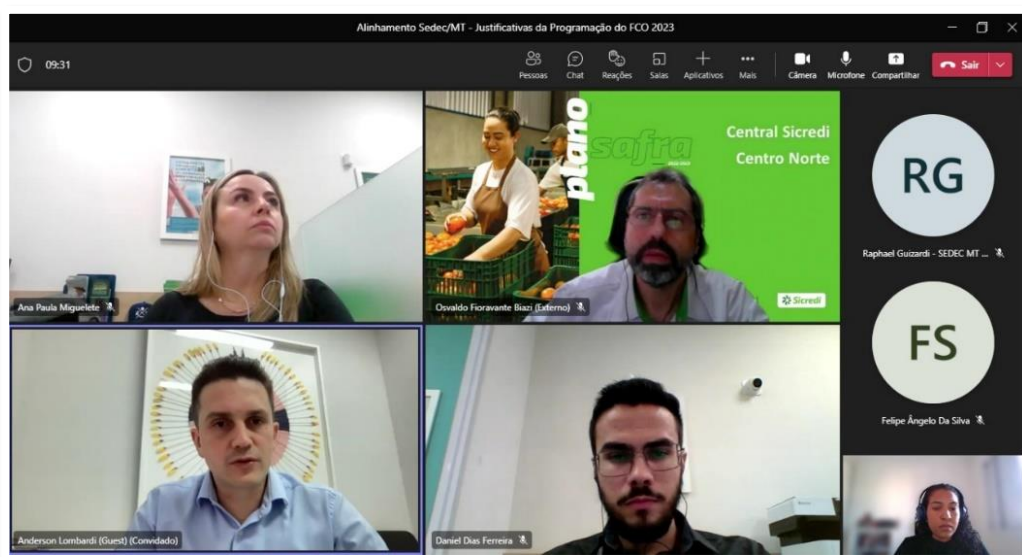 Alinhamento Sedec/MT - Justificativas da Programação do FCO 2023
09:31
Pessoas Chat Reações Salas Aplicativos Mais Câmera Microfone Compartilhar Sair
plano
safra
Central Sicredi
Centro Norte
Sicredi
Ana Paula Miguelete
Osvaldo Fioravante Biazi (Externo)
RG
Raphael Guizardi - SEDEC MT ...
FS
Felipe Ângelo Da Silva
Anderson Lombardi (Guest) (Convidado)
Daniel Dias Ferreira